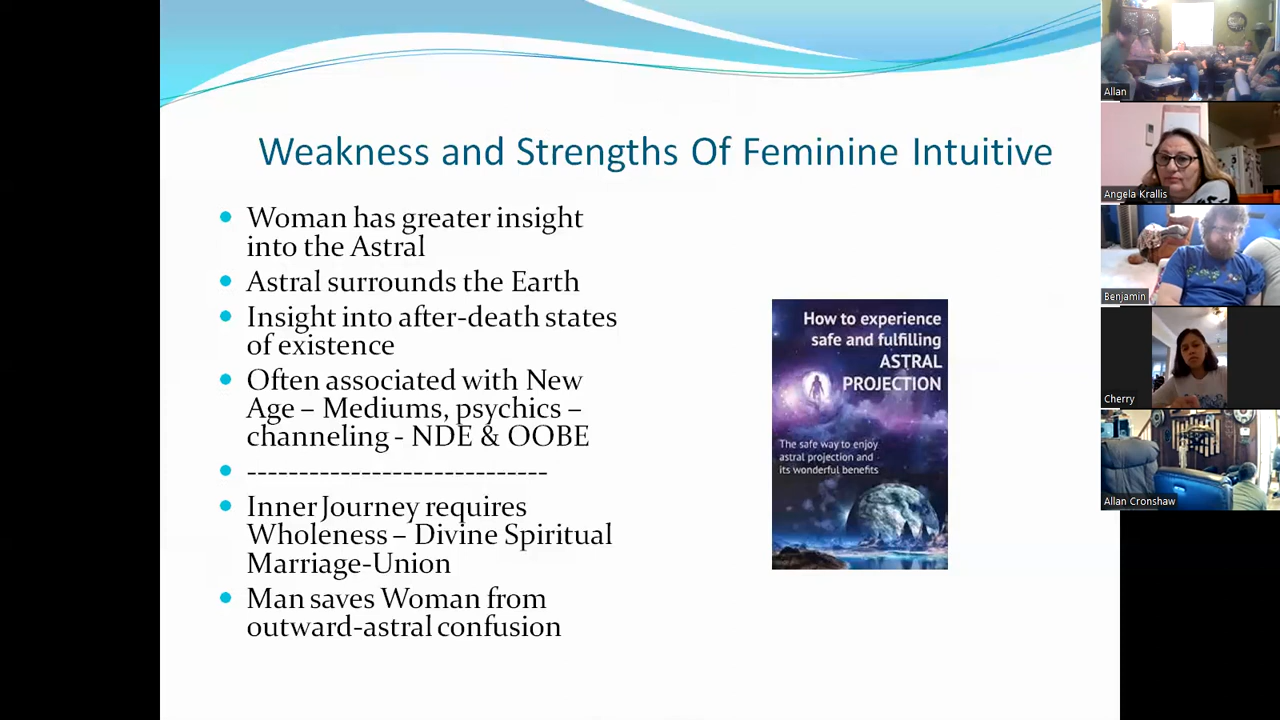 Weakness and Strengths Of Feminine Intuitive
Woman has greater insight
into the Astral
Astral surrounds the Earth
Insight into after-death states
of existence
Often associated with New
Age – Mediums, psychics –
channeling - NDE & OOBE
-----------------------------
Inner Journey requires
Wholeness – Divine Spiritual
Marriage-Union
Man saves Woman from
outward-astral confusion
How to experience
safe and fulfilling
ASTRAL
PROJECTION
The safe way to enjoy
astral projection and
its wonderful benefits
Allan
Angela Krallis
Benjamin
Cherry
Allan Cronshaw